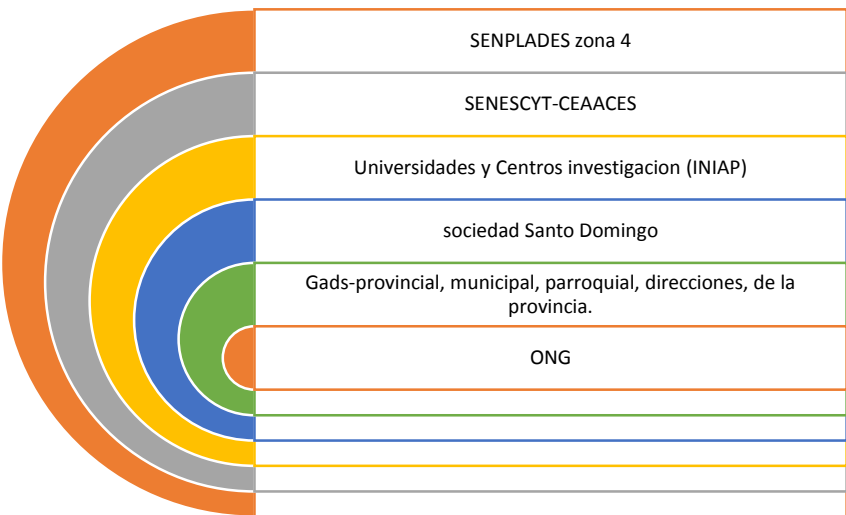 SENPLADES zona 4
SENESCYT-CEAACES
Universidades y Centros investigacion (INIAP)
sociedad Santo Domingo
Gads-provincial, municipal, parroquial, direcciones, de la
provincia.
ONG